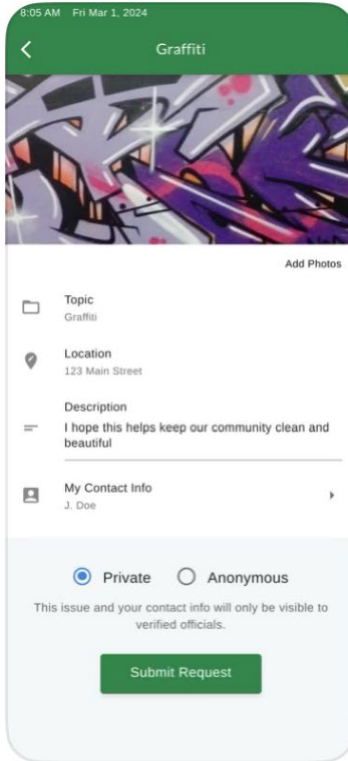 8:05 AM Fri Mar 1, 2024
Graffiti
Add Photos
Topic
Graffiti
Location
123 Main Street
Description
I hope this helps keep our community clean and
beautiful
My Contact Info
J. Doe
Private Anonymous
This issue and your contact info will only be visible to
verified officials.
Submit Request